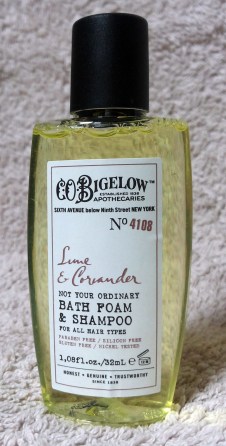 C.O. BIGELOW™
ESTABLISHED 1838
APOTHECARIES
SIXTH AVENUE below Ninth Street NEW YORK
No 4108
Lime
& Coriander
NOT YOUR ORDINARY
BATH FOAM
& SHAMPOO
FOR ALL HAIR TYPES
PARABEN FREE / SILICON FREE
GLUTEN FREE / NICKEL TESTED
1,08fl.oz./32mL e
HONEST • GENUINE • TRUSTWORTHY
SINCE 1838